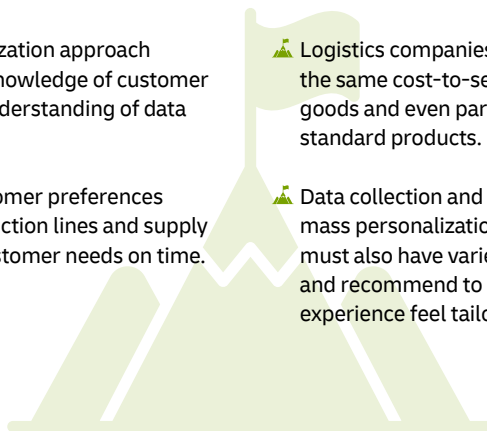 zation approach
nowledge of customer
derstanding of data
omer preferences
ction lines and supply
stomer needs on time.
Logistics companies
the same cost-to-se
goods and even par
standard products.
Data collection and
mass personalizatio
must also have varie
and recommend to
experience feel tailo